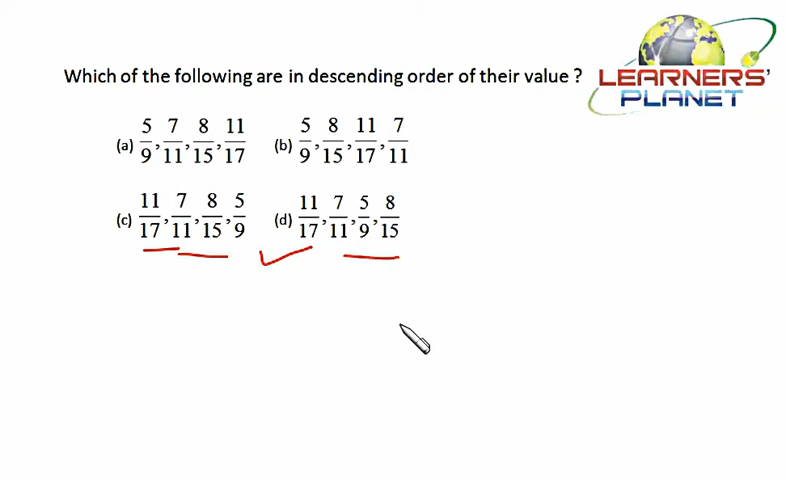 Which of the following are in descending order of their value ?
LEARNERS'
PLANET
(a) 5/9, 7/11, 8/15, 11/17 (b) 5/9, 8/15, 11/17, 7/11
(c) 11/17, 7/11, 8/15, 5/9 (d) 11/17, 7/11, 5/9, 8/15